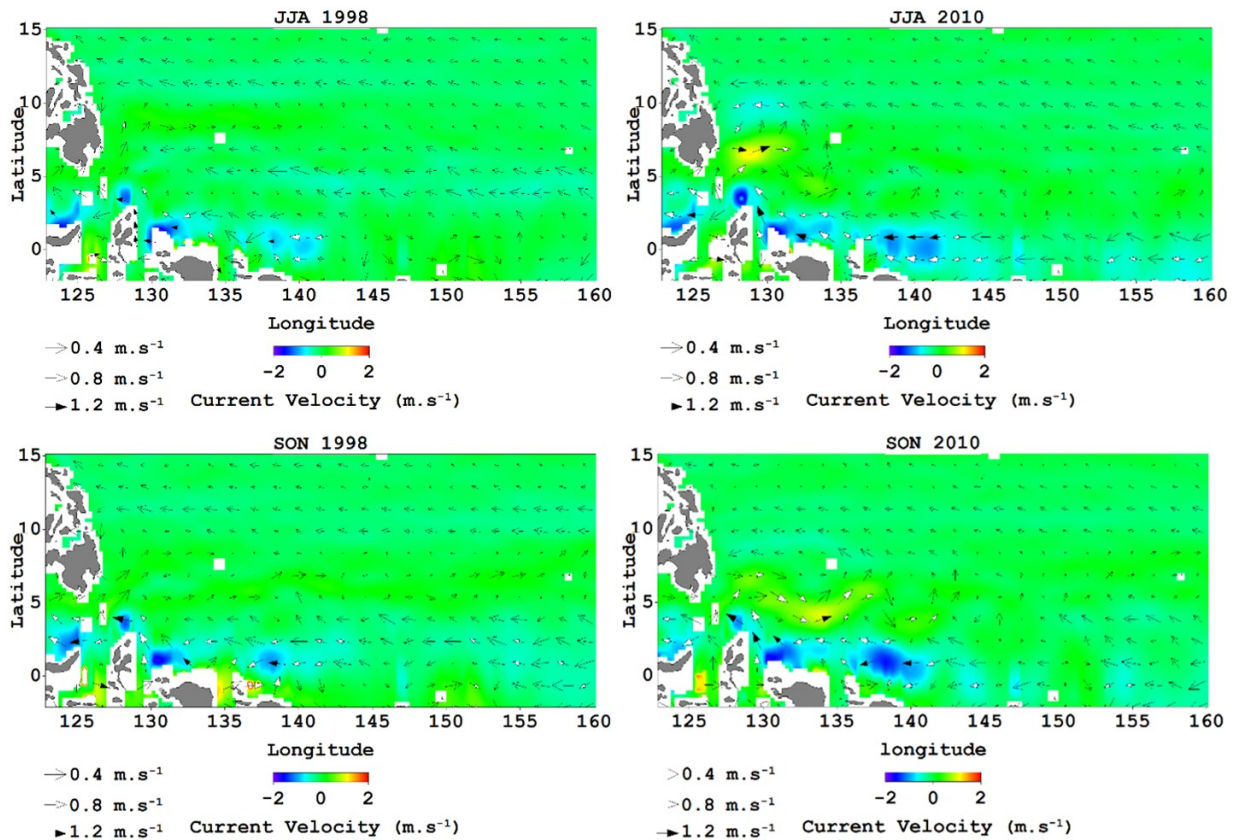 JJA 1998
15
10
5
0
Latitude
125 130 135 140 145 150 155 160
Longitude
0.4 m.s⁻¹
0.8 m.s⁻¹
1.2 m.s⁻¹
-2 0 2
Current Velocity (m.s⁻¹)
JJA 2010
15
10
5
0
Latitude
125 130 135 140 145 150 155 160
Longitude
0.4 m.s⁻¹
0.8 m.s⁻¹
1.2 m.s⁻¹
-2 0 2
Current Velocity (m.s⁻¹)
SON 1998
15
10
5
0
Latitude
125 130 135 140 145 150 155 160
Longitude
0.4 m.s⁻¹
0.8 m.s⁻¹
1.2 m.s⁻¹
-2 0 2
Current Velocity (m.s⁻¹)
SON 2010
15
10
5
0
Latitude
125 130 135 140 145 150 155 160
longitude
0.4 m.s⁻¹
0.8 m.s⁻¹
1.2 m.s⁻¹
-2 0 2
Current Velocity (m.s⁻¹)